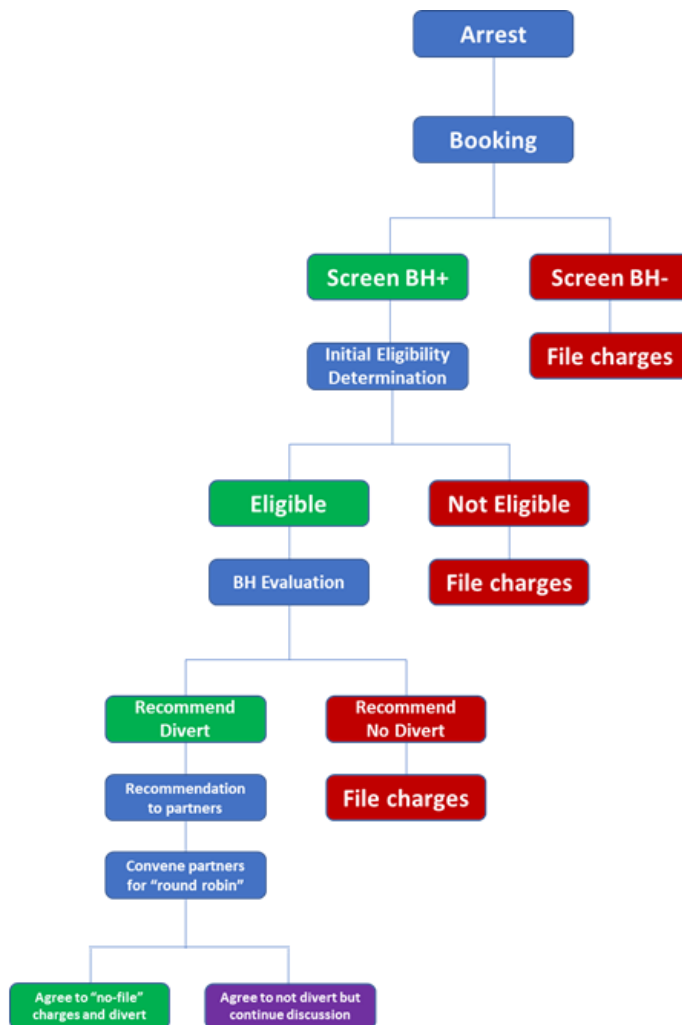 Arrest
Booking
Screen BH+
Screen BH-
Initial Eligibility
Determination
File charges
Eligible
Not Eligible
BH Evaluation
File charges
Recommend
Divert
Recommend
No Divert
Recommendation
to partners
File charges
Convene partners
for “round robin”
Agree to “no-file”
charges and divert
Agree to not divert but
continue discussion